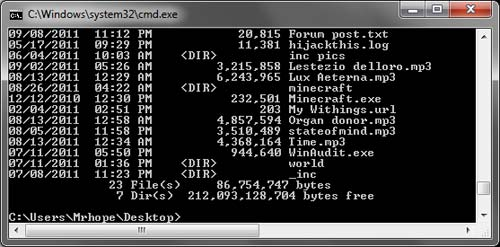 C:\Windows\system32\cmd.exe
09/08/2011 11:12 PM 20,815 Forum post.txt
05/17/2011 09:29 PM 11,381 hijackthis.log
06/04/2011 10:03 AM <DIR> inc pics
09/02/2011 05:26 AM 3,215,858 Lestezio delloro.mp3
08/13/2011 12:29 AM 6,243,965 Lux Aeterna.mp3
08/26/2011 04:22 AM <DIR> minecraft
12/12/2010 12:30 PM 232,501 Minecraft.exe
02/04/2011 02:51 PM 203 My Withings.url
08/13/2011 12:58 AM 4,857,594 Organ donor.mp3
08/05/2011 11:58 PM 3,510,489 stateofmind.mp3
08/13/2011 12:34 AM 4,368,164 Time.mp3
07/11/2011 05:50 PM 944,640 WinAudit.exe
07/11/2011 01:36 PM <DIR> world
07/08/2011 11:23 PM <DIR> _inc
23 File(s) 86,754,747 bytes
7 Dir(s) 212,093,128,704 bytes free
C:\Users\Mrhope\Desktop>